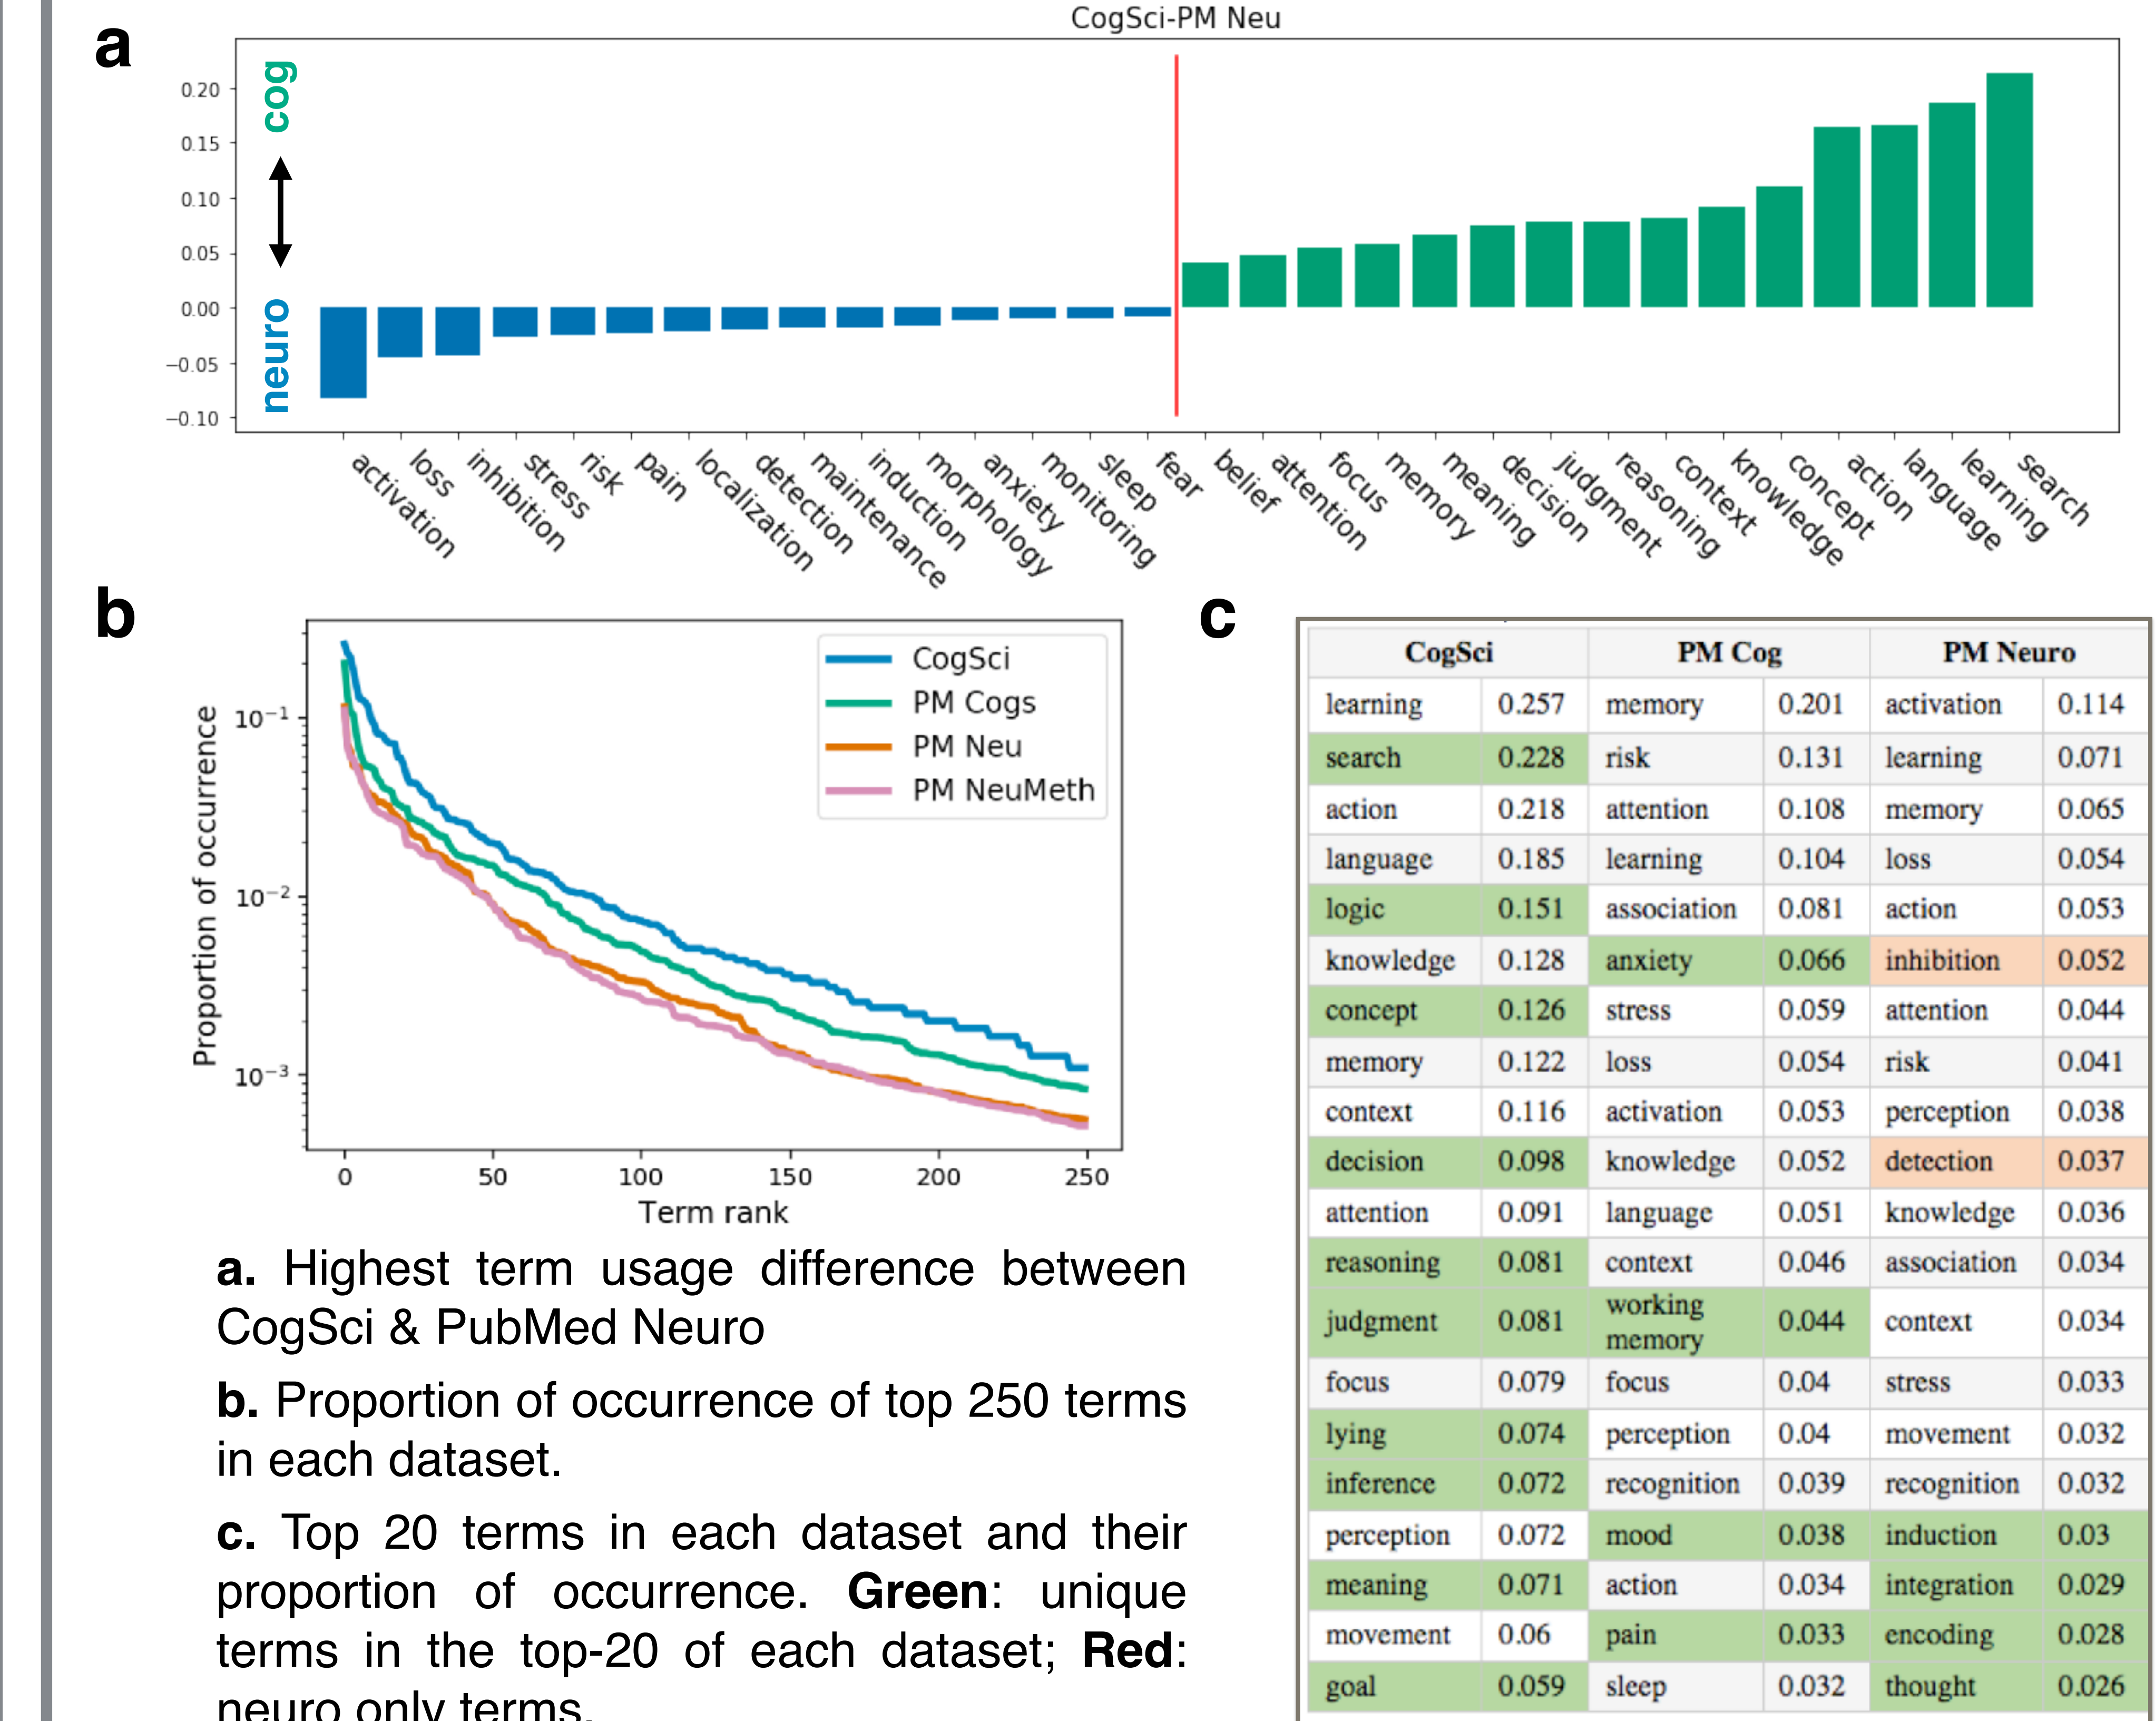 a
CogSci-PM Neu
cog
neuro
0.20
0.15
0.10
0.05
0.00
−0.05
−0.10
activation
loss
inhibition
stress
risk
pain
localization
detection
maintenance
induction
morphology
anxiety
monitoring
sleep
fear
belief
attention
focus
memory
meaning
decision
judgment
reasoning
context
knowledge
concept
action
language
learning
search
b
Proportion of occurrence
10−1
10−2
10−3
CogSci
PM Cogs
PM Neu
PM NeuMeth
0 50 100 150 200 250
Term rank
a. Highest term usage difference between
CogSci & PubMed Neuro
b. Proportion of occurrence of top 250 terms
in each dataset.
c. Top 20 terms in each dataset and their
proportion of occurrence. Green: unique
terms in the top-20 of each dataset; Red:
neuro only terms.
c
CogSci PM Cog PM Neuro
learning 0.257 memory 0.201 activation 0.114
search 0.228 risk 0.131 learning 0.071
action 0.218 attention 0.108 memory 0.065
language 0.185 learning 0.104 loss 0.054
logic 0.151 association 0.081 action 0.053
knowledge 0.128 anxiety 0.066 inhibition 0.052
concept 0.126 stress 0.059 attention 0.044
memory 0.122 loss 0.054 risk 0.041
context 0.116 activation 0.053 perception 0.038
decision 0.098 knowledge 0.052 detection 0.037
attention 0.091 language 0.051 knowledge 0.036
reasoning 0.081 context 0.046 association 0.034
judgment 0.081 working memory 0.044 context 0.034
focus 0.079 focus 0.04 stress 0.033
lying 0.074 perception 0.04 movement 0.032
inference 0.072 recognition 0.039 recognition 0.032
perception 0.072 mood 0.038 induction 0.03
meaning 0.071 action 0.034 integration 0.029
movement 0.06 pain 0.033 encoding 0.028
goal 0.059 sleep 0.032 thought 0.026